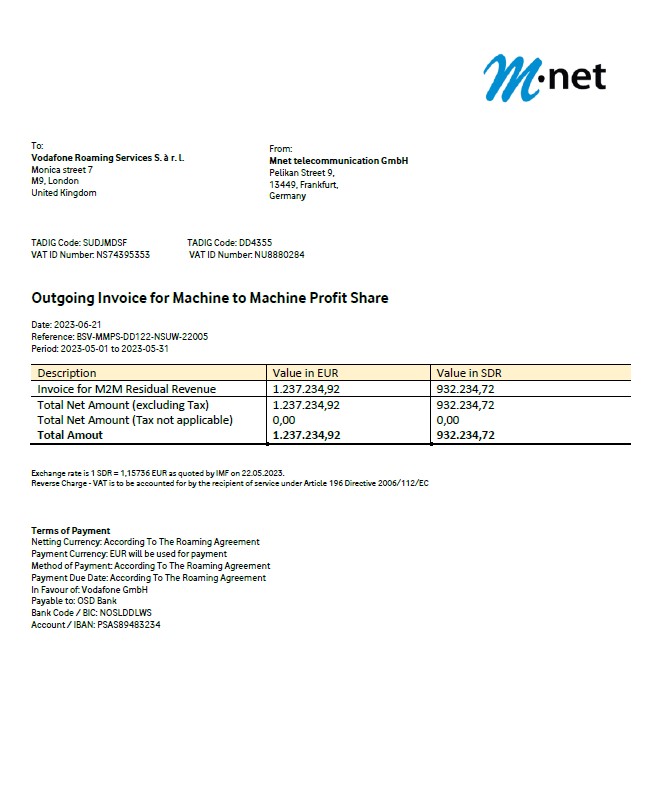 M·net
To:
Vodafone Roaming Services S. à r. l.
Monica street 7
M9, London
United Kingdom
From:
Mnet telecommunication GmbH
Pelikan Street 9,
13449, Frankfurt,
Germany
TADIG Code: SUDJMDSF TADIG Code: DD4355
VAT ID Number: NS74395353 VAT ID Number: NU8880284
Outgoing Invoice for Machine to Machine Profit Share
Date: 2023-06-21
Reference: BSV-MMPS-DD122-NSUW-22005
Period: 2023-05-01 to 2023-05-31
Description Value in EUR Value in SDR
Invoice for M2M Residual Revenue 1.237.234,92 932.234,72
Total Net Amount (excluding Tax) 1.237.234,92 932.234,72
Total Net Amount (Tax not applicable) 0,00 0,00
Total Amout 1.237.234,92 932.234,72
Exchange rate is 1 SDR = 1,15736 EUR as quoted by IMF on 22.05.2023.
Reverse Charge - VAT is to be accounted for by the recipient of service under Article 196 Directive 2006/112/EC
Terms of Payment
Netting Currency: According To The Roaming Agreement
Payment Currency: EUR will be used for payment
Method of Payment: According To The Roaming Agreement
Payment Due Date: According To The Roaming Agreement
In Favour of: Vodafone GmbH
Payable to: OSD Bank
Bank Code / BIC: NOSLDDLWS
Account / IBAN: PSAS89483234